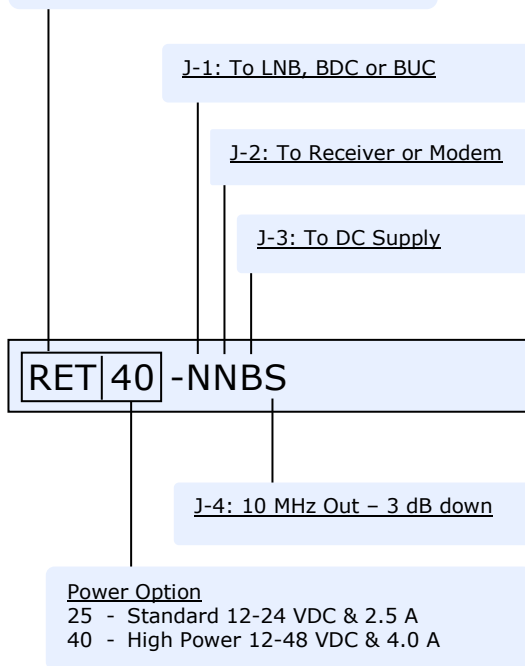 J-1: To LNB, BDC or BUC
J-2: To Receiver or Modem
J-3: To DC Supply
RET 40 -NNBS
J-4: 10 MHz Out – 3 dB down
Power Option
25 - Standard 12-24 VDC & 2.5 A
40 - High Power 12-48 VDC & 4.0 A